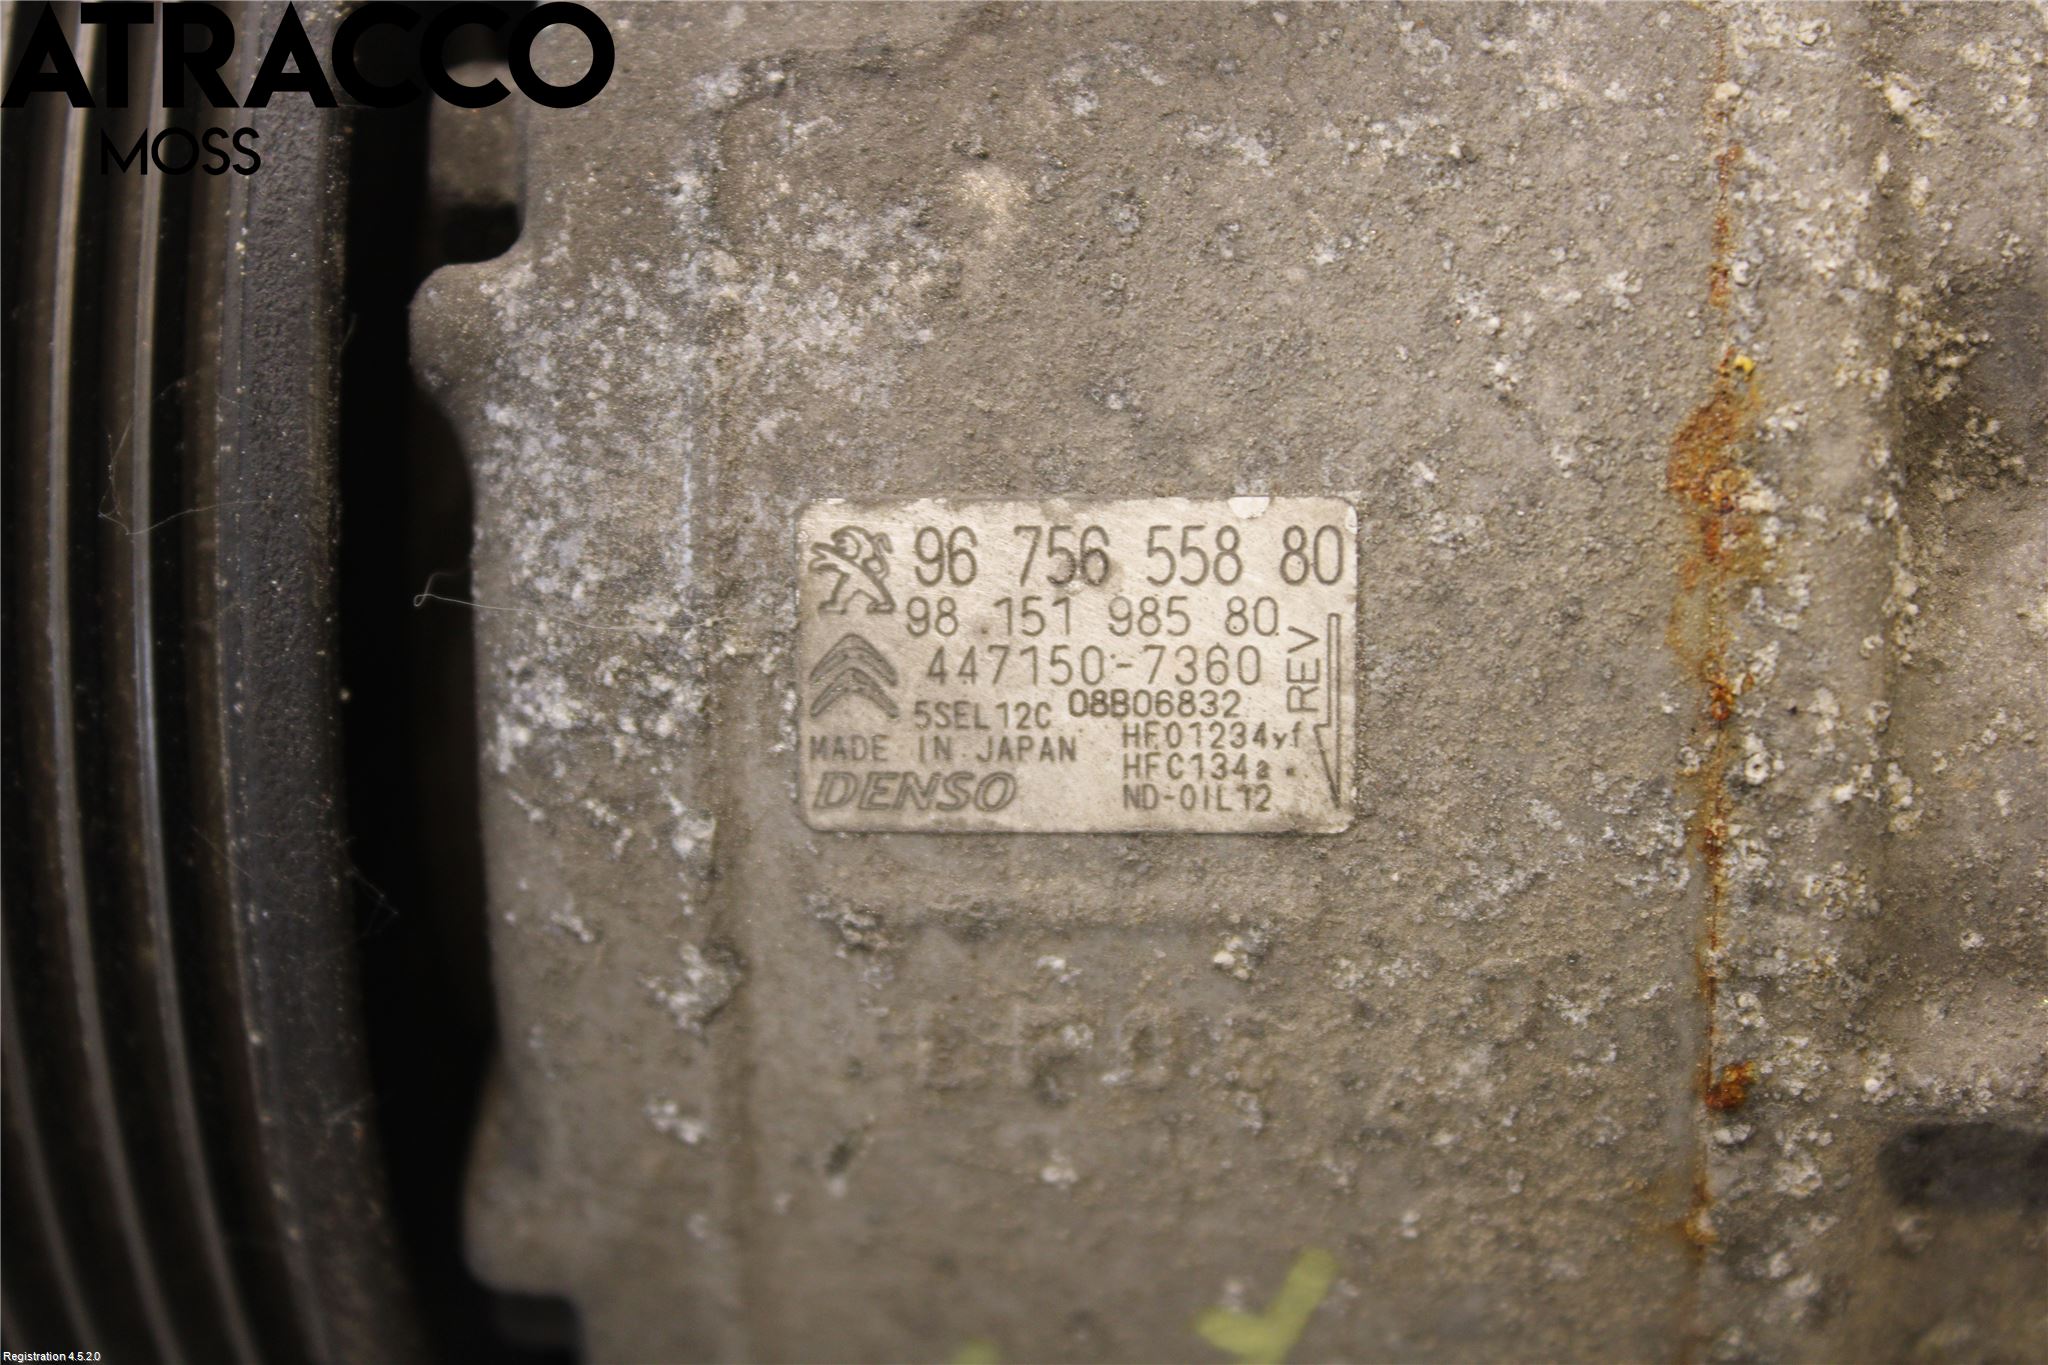 ATRACCO
MOSS
96 756 558 80
98 151 985 80
447150-7360
5SEL12C 08B06832
REV
HFO1234yf
MADE IN JAPAN
HFC134a
DENSO
ND-OIL12
Registration 4.5.2.0